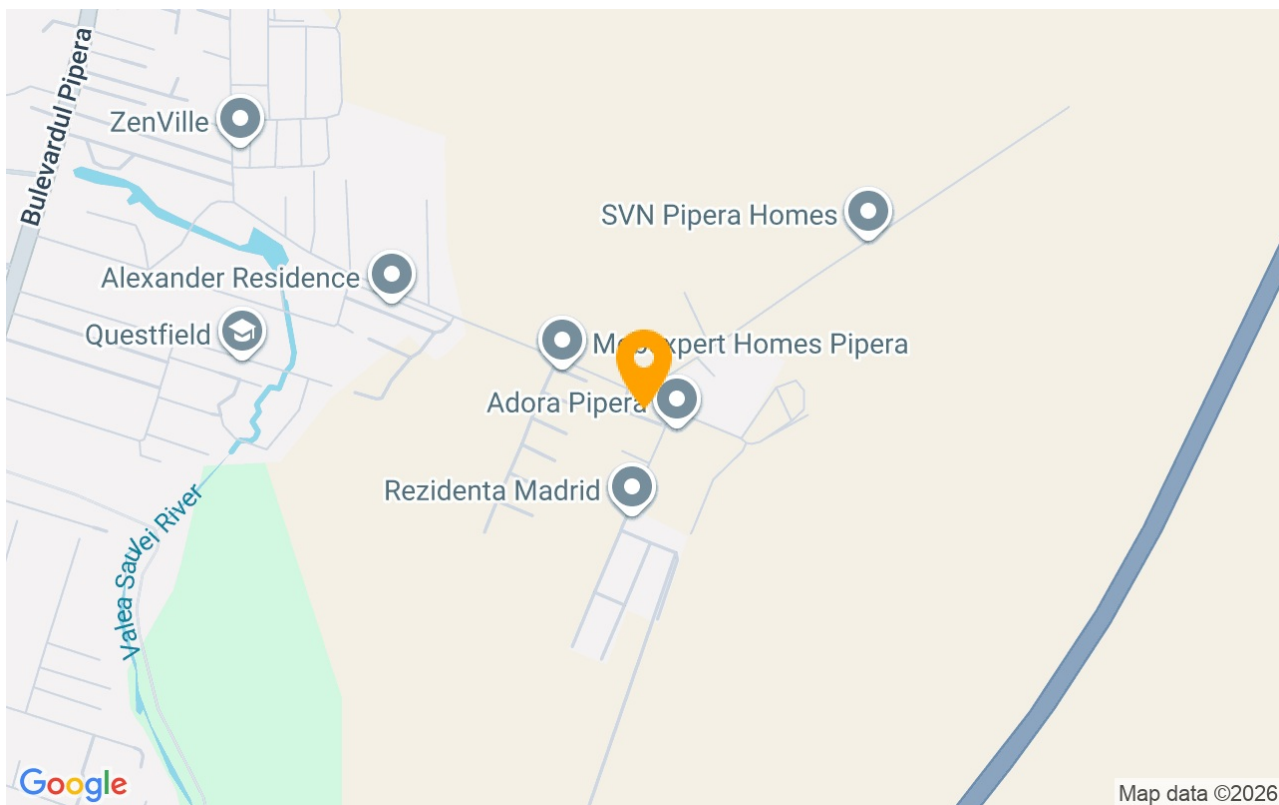 Bulevardul Pipera
ZenVille
SVN Pipera Homes
Alexander Residence
Questfield
expert Homes Pipera
Adora Pipera
Rezidenta Madrid
Valea Saulei River
Google
Map data ©2026